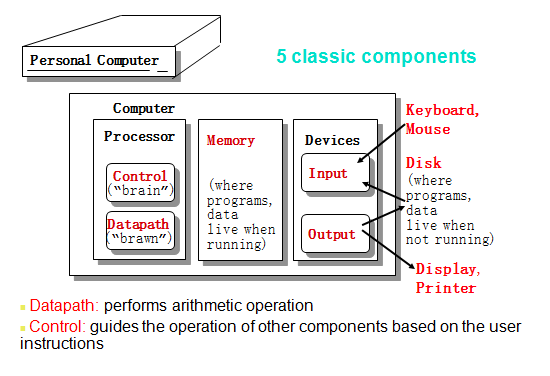 Personal Computer
5 classic components
Computer
Processor
Control
(“brain”)
Datapath
(“brawn”)
Memory
(where
programs,
data
live when
running)
Devices
Input
Output
Keyboard,
Mouse
Disk
(where
programs,
data
live when
not running)
Display,
Printer
Datapath: performs arithmetic operation
Control: guides the operation of other components based on the user
instructions